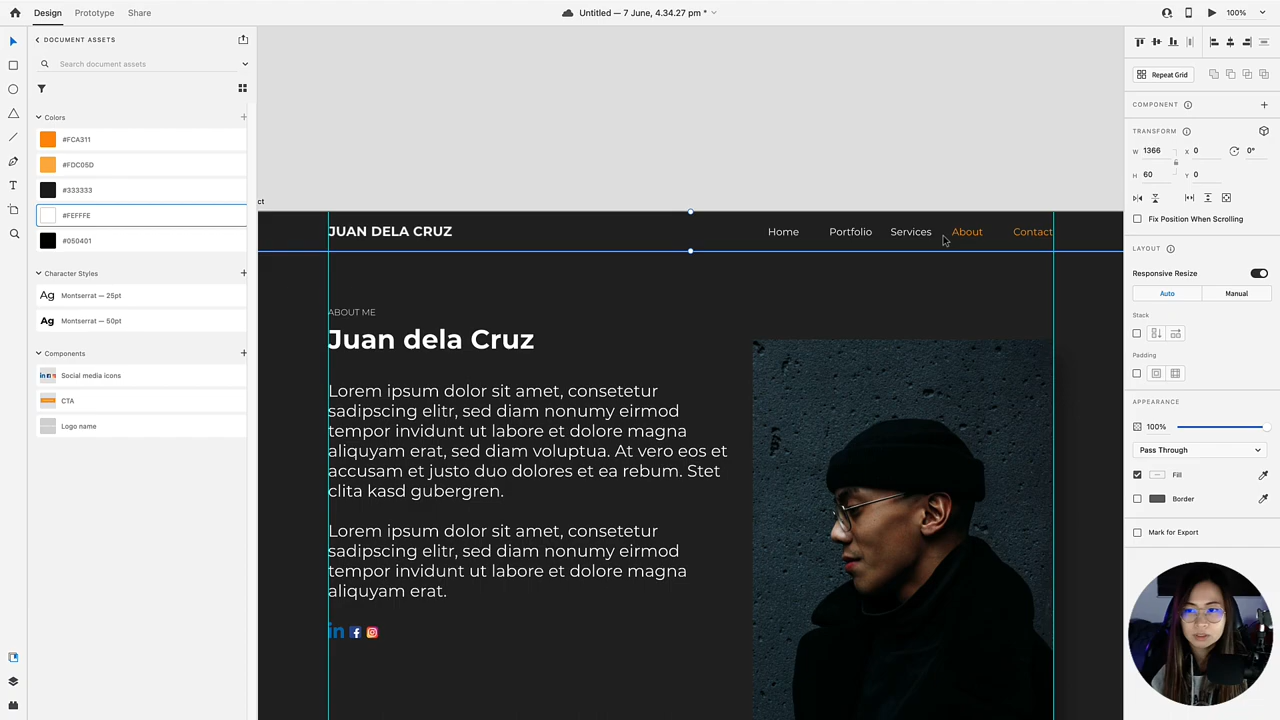 Design Prototype Share
Untitled — 7 June, 4.34.27 pm *
100%
DOCUMENT ASSETS
Search document assets
Colors
#FCA311
#FDC05D
#333333
#FEFFFE
#050401
Character Styles
Ag Montserrat — 25pt
Ag Montserrat — 50pt
Components
Social media icons
CTA
Logo name
ct
JUAN DELA CRUZ Home Portfolio Services About Contact
ABOUT ME
Juan dela Cruz
Lorem ipsum dolor sit amet, consetetur
sadipscing elitr, sed diam nonumy eirmod
tempor invidunt ut labore et dolore magna
aliquyam erat, sed diam voluptua. At vero eos et
accusam et justo duo dolores et ea rebum. Stet
clita kasd gubergren.
Lorem ipsum dolor sit amet, consetetur
sadipscing elitr, sed diam nonumy eirmod
tempor invidunt ut labore et dolore magna
aliquyam erat.
in f
Repeat Grid
COMPONENT
TRANSFORM
W 1366 X 0 0°
H 60 Y 0
Fix Position When Scrolling
LAYOUT
Responsive Resize
Auto Manual
Stack
Padding
APPEARANCE
100%
Pass Through
Fill
Border
Mark for Export